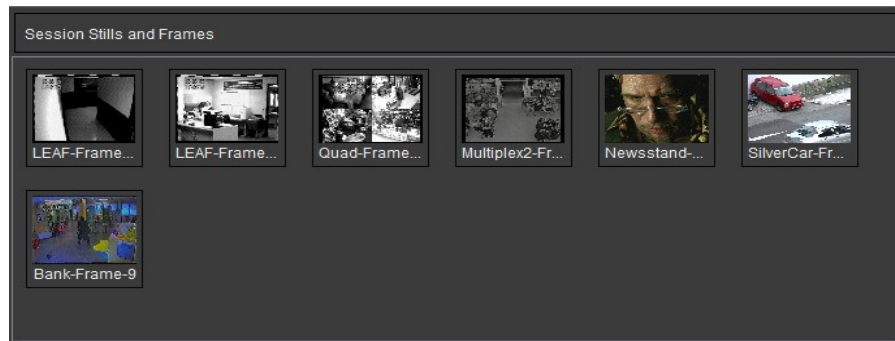 Session Stills and Frames
LEAF-Frame...
LEAF-Frame...
Quad-Frame...
Multiplex2-Fr...
Newsstand-...
SilverCar-Fr...
Bank-Frame-9